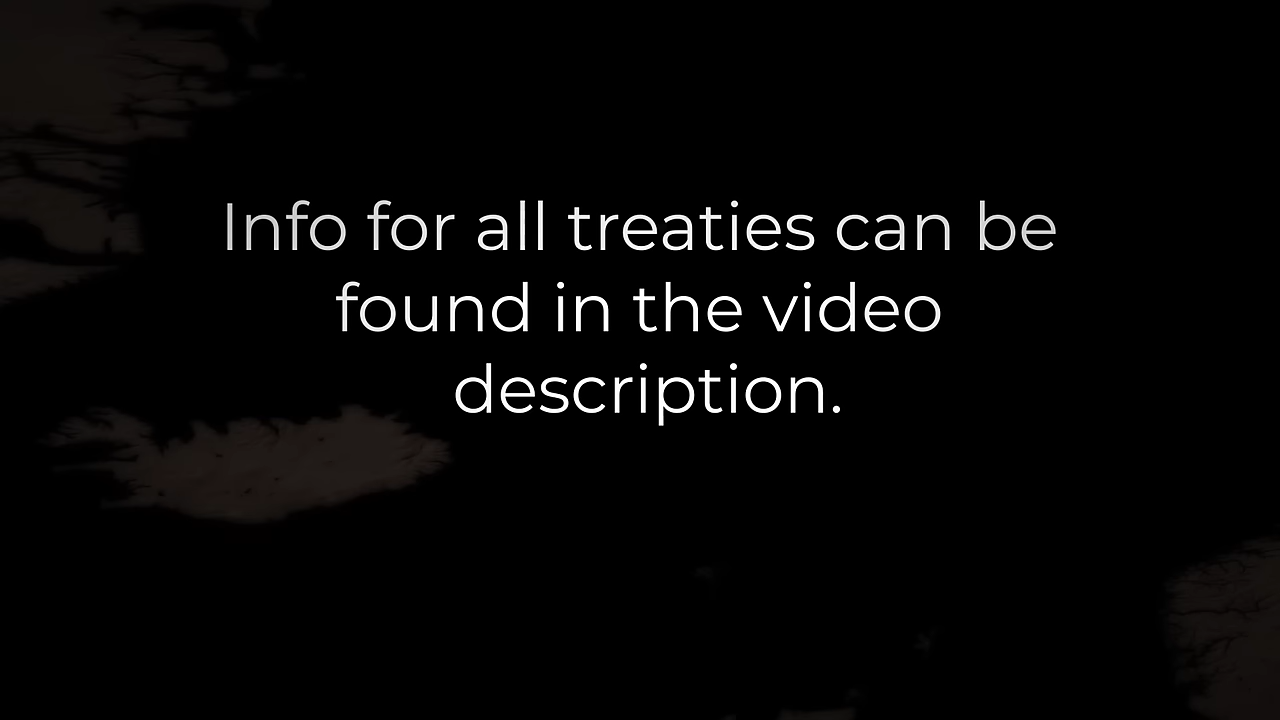 Info for all treaties can be
found in the video
description.